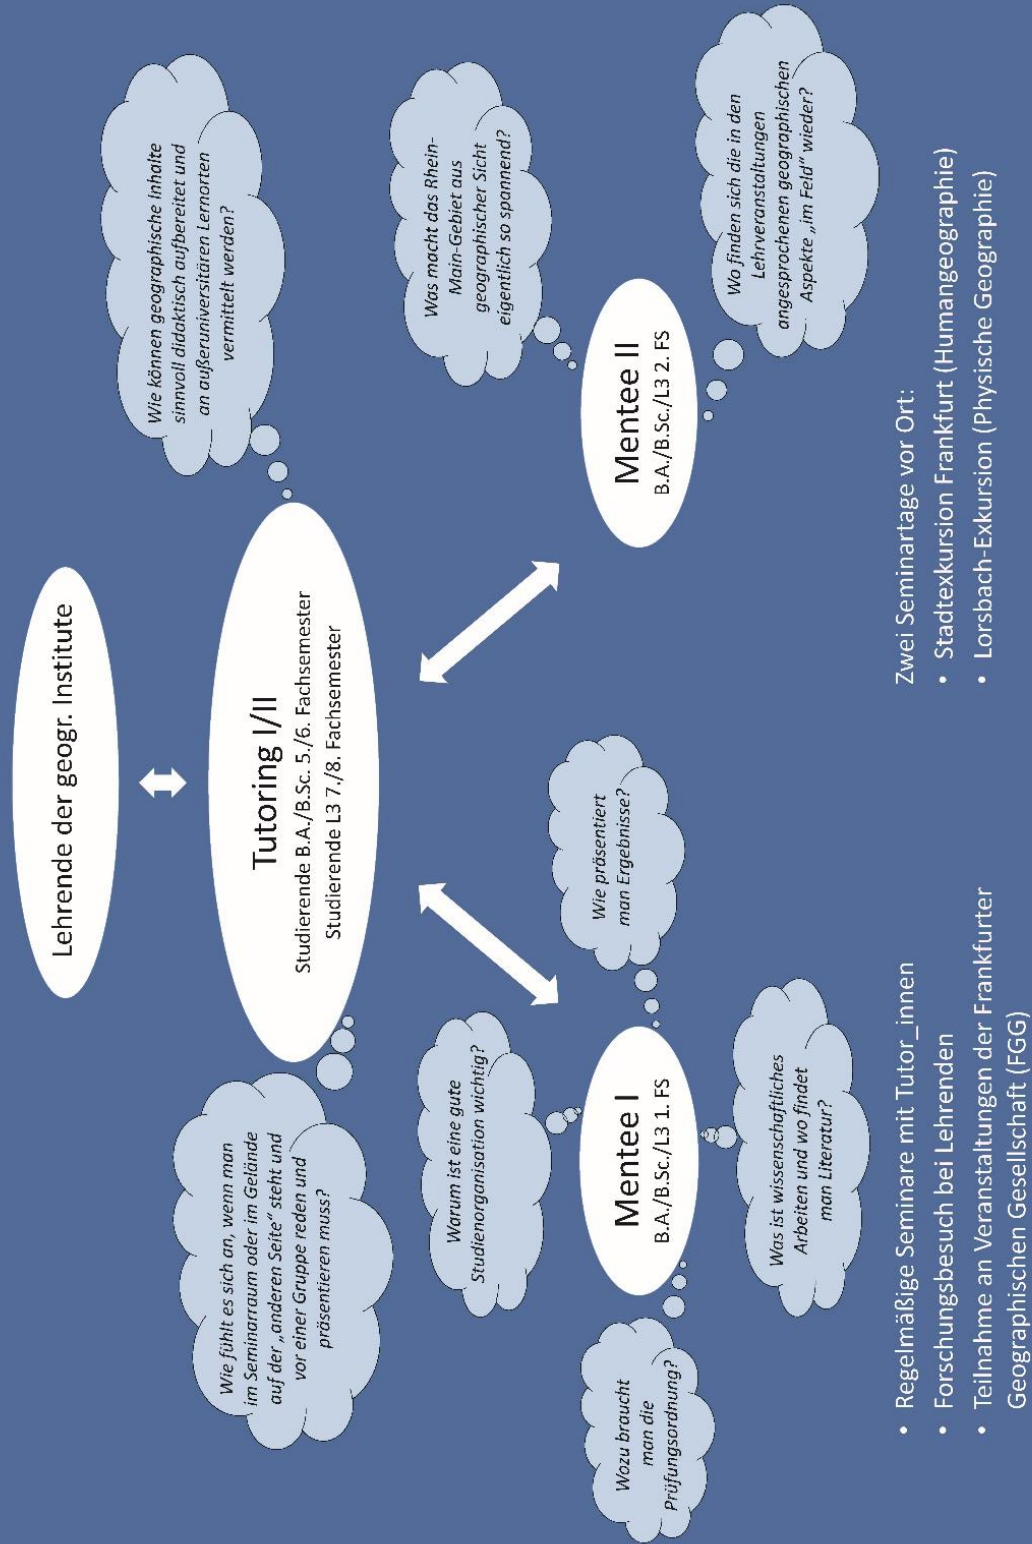 Lehrende der geogr. Institute
Tutoring I/II
Studierende B.A./B.Sc. 5./6. Fachsemester
Studierende L3 7./8. Fachsemester
Wie fühlt es sich an, wenn man
im Seminarraum oder im Gelände
auf der „anderen Seite“ steht und
vor einer Gruppe reden und
präsentieren muss?
Wie können geographische Inhalte
sinnvoll didaktisch aufbereitet und
an außeruniversitären Lernorten
vermittelt werden?
Mentee I
B.A./B.Sc./L3 1. FS
Warum ist eine gute
Studienorganisation wichtig?
Wie präsentiert
man Ergebnisse?
Wozu braucht
man die
Prüfungsordnung?
Was ist wissenschaftliches
Arbeiten und wo findet
man Literatur?
Mentee II
B.A./B.Sc./L3 2. FS
Was macht das Rhein-
Main-Gebiet aus
geographischer Sicht
eigentlich so spannend?
Wo finden sich die in den
Lehrveranstaltungen
angesprochenen geographischen
Aspekte „im Feld“ wieder?
• Regelmäßige Seminare mit Tutor_innen
• Forschungsbesuch bei Lehrenden
• Teilnahme an Veranstaltungen der Frankfurter
Geographischen Gesellschaft (FGG)
Zwei Seminartage vor Ort:
• Stadtexkursion Frankfurt (Humangeographie)
• Lorsbach-Exkursion (Physische Geographie)